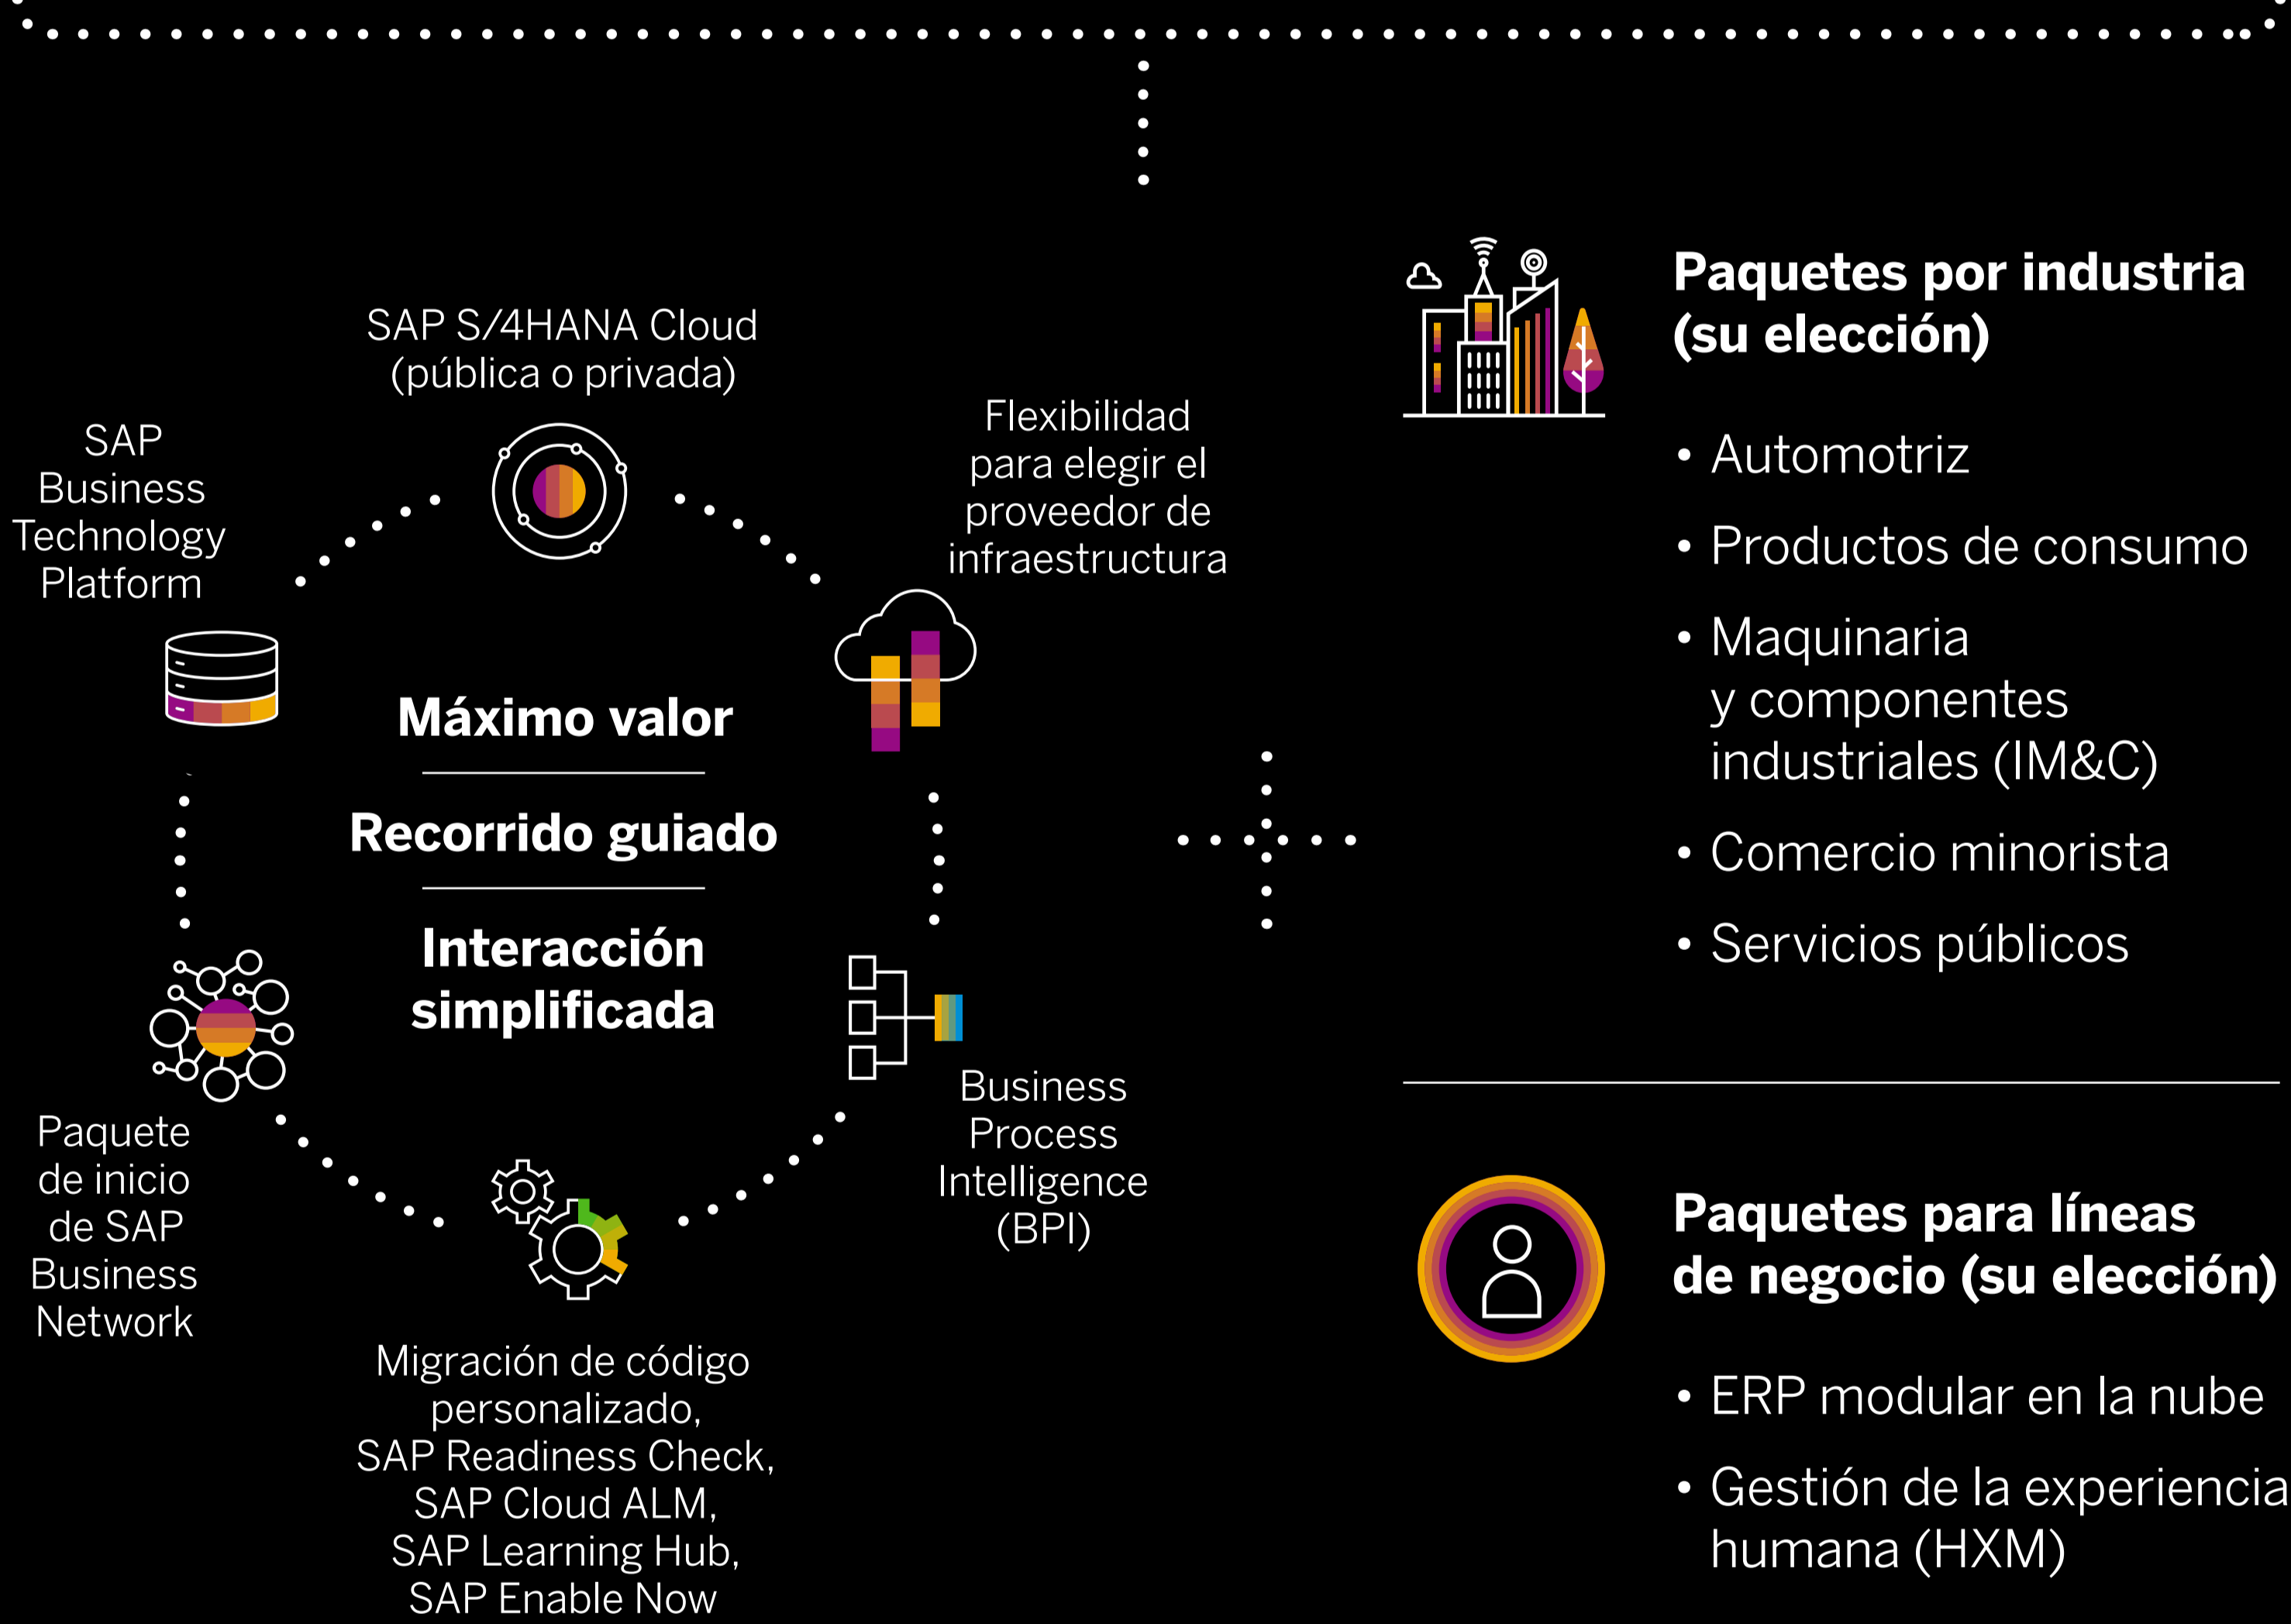 SAP S/4HANA Cloud
(pública o privada)
SAP
Business
Technology
Platform
Flexibilidad
para elegir el
proveedor de
infraestructura
Máximo valor
Recorrido guiado
Interacción
simplificada
Paquete
de inicio
de SAP
Business
Network
Business
Process
Intelligence
(BPI)
Migración de código
personalizado,
SAP Readiness Check,
SAP Cloud ALM,
SAP Learning Hub,
SAP Enable Now
Paquetes por industria
(su elección)
• Automotriz
• Productos de consumo
• Maquinaria
y componentes
industriales (IM&C)
• Comercio minorista
• Servicios públicos
Paquetes para líneas
de negocio (su elección)
• ERP modular en la nube
• Gestión de la experiencia
humana (HXM)